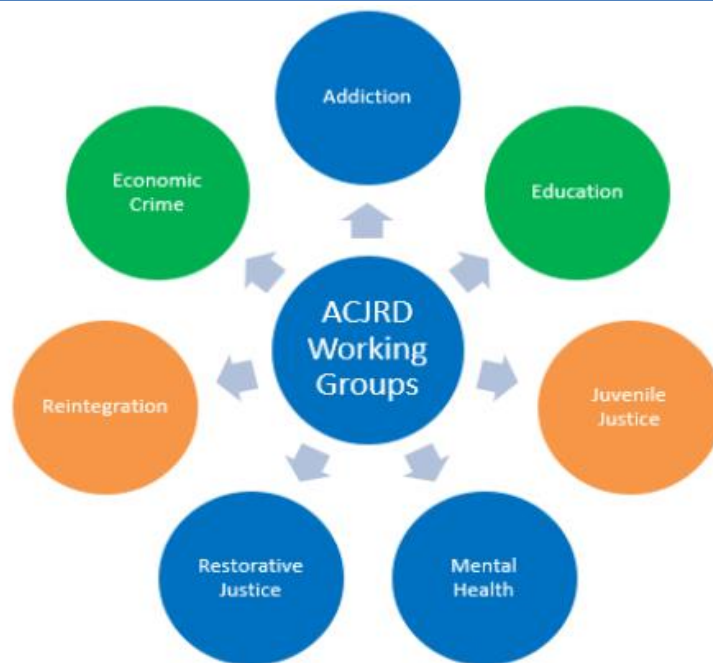 Addiction
Economic
Crime
Education
ACJRD
Working
Groups
Reintegration
Juvenile
Justice
Restorative
Justice
Mental
Health